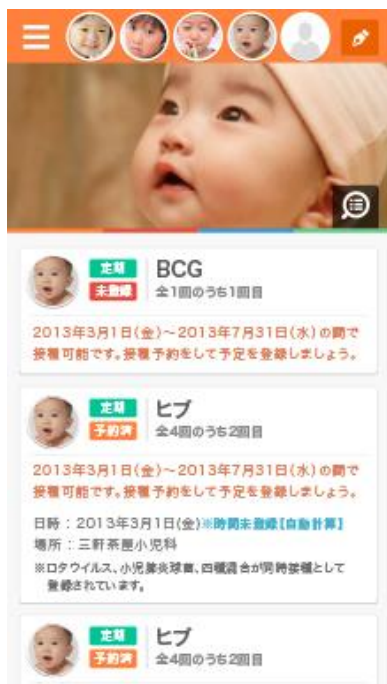 定期
BCG
未登録
全1回のうち1回目
2013年3月1日(金)〜2013年7月31日(水)の間で
接種可能です。接種予約をして予定を登録しましょう。
定期
ヒブ
予約済
全4回のうち2回目
2013年3月1日(金)〜2013年7月31日(水)の間で
接種可能です。接種予約をして予定を登録しましょう。
日時：2013年3月1日(金)※時間未登録【自動計算】
場所：三軒茶屋小児科
※ロタウイルス、小児肺炎球菌、四種混合が同時接種として
登録されています。
定期
ヒブ
予約済
全4回のうち2回目